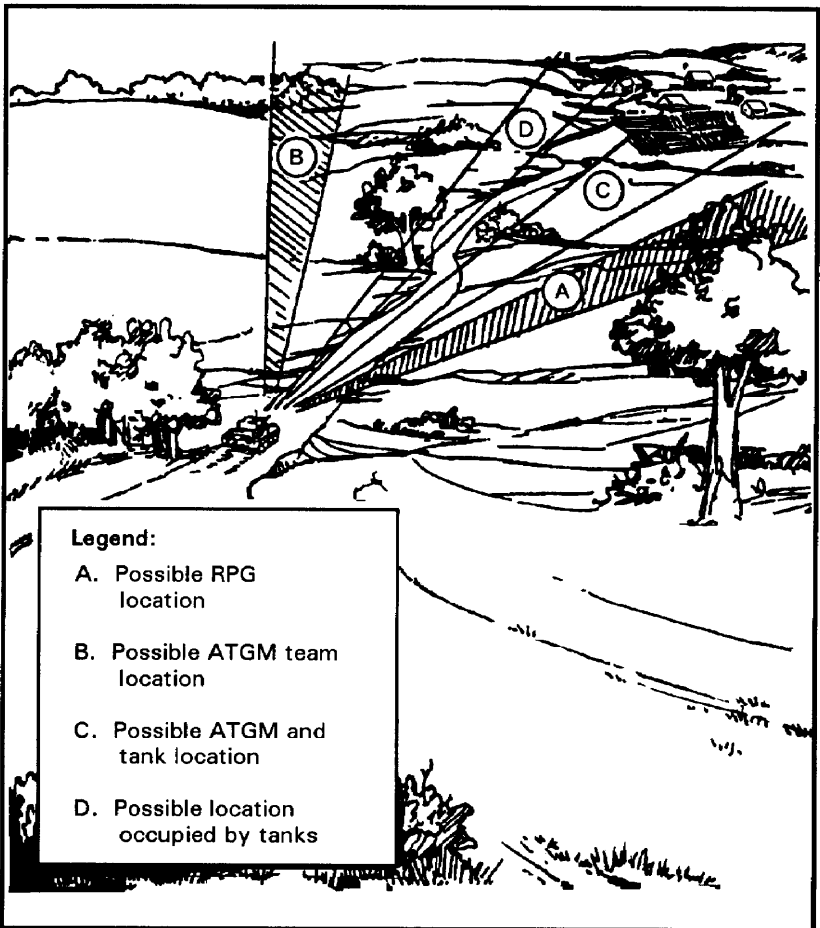 B
D
C
A
Legend:
A. Possible RPG
location
B. Possible ATGM team
location
C. Possible ATGM and
tank location
D. Possible location
occupied by tanks